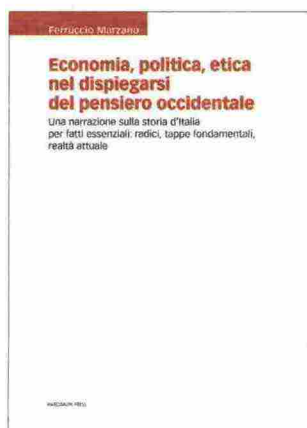 Ferruccio Marzano
Economia, politica, etica
nel dispiegarsi
del pensiero occidentale
Una narrazione sulla storia d'Italia
per fatti essenziali: radici, tappe fondamentali,
realtà attuale